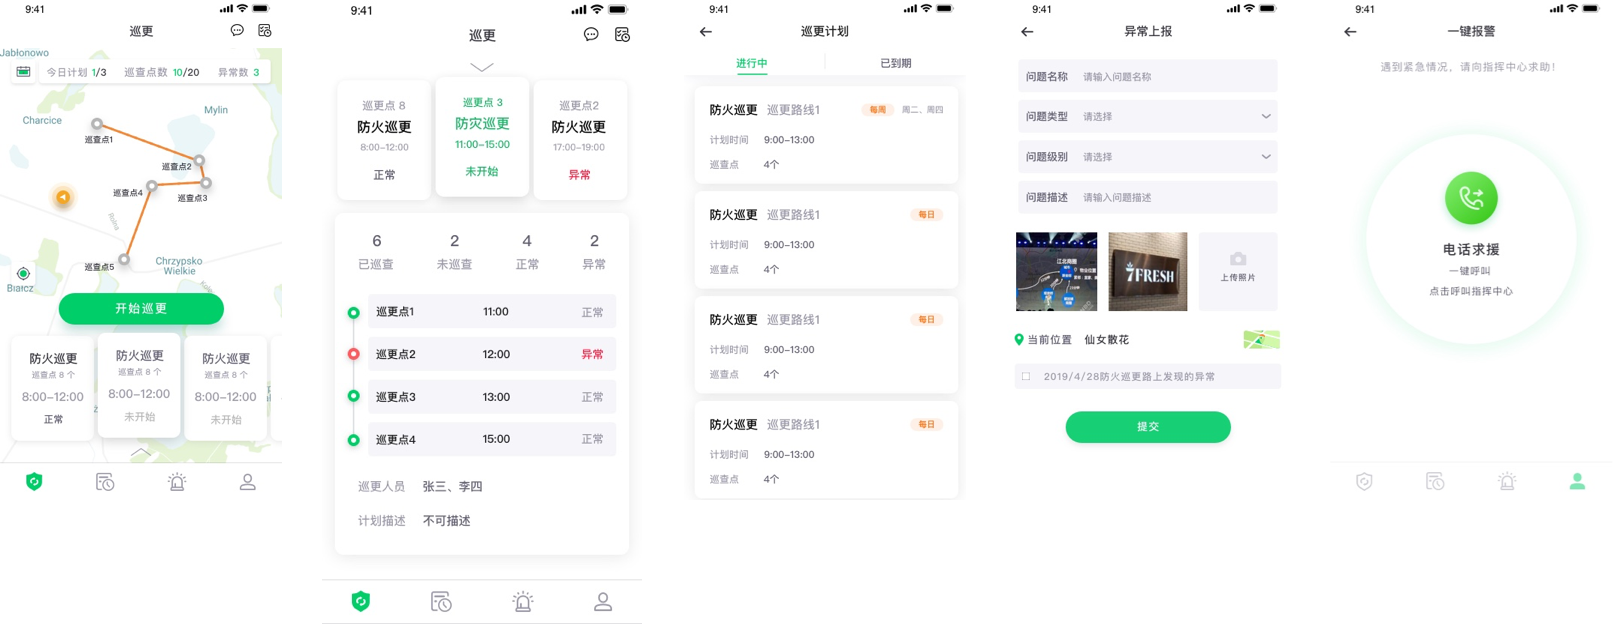 9:41
巡更
Jabłonowo
今日计划 1/3 巡查点数 10/20 异常数 3
Mylin
Charcice
巡查点1
巡查点2
巡查点4
巡查点3
Rolna
巡查点5
Chrzypsko
Wielkie
Białcz
开始巡更
防火巡更
巡查点 8 个
8:00-12:00
正常
防火巡更
巡查点 8 个
8:00-12:00
未开始
防火巡更
巡查点 8 个
8:00-12:00
未开始
9:41
巡更
巡更点 8
防火巡更
8:00-12:00
正常
巡更点 3
防灾巡更
11:00-15:00
未开始
巡更点2
防火巡更
17:00-19:00
异常
6 2 4 2
已巡查 未巡查 正常 异常
巡更点1 11:00 正常
巡更点2 12:00 异常
巡更点3 13:00 正常
巡更点4 15:00 正常
巡更人员 张三、李四
计划描述 不可描述
9:41
巡更计划
进行中 已到期
防火巡更 巡更路线1 每周 周二、周四
计划时间 9:00-13:00
巡查点 4个
防火巡更 巡更路线1 每日
计划时间 9:00-13:00
巡查点 4个
防火巡更 巡更路线1 每日
计划时间 9:00-13:00
巡查点 4个
防火巡更 巡更路线1 每日
计划时间 9:00-13:00
巡查点 4个
9:41
异常上报
问题名称 请输入问题名称
问题类型 请选择
问题级别 请选择
问题描述 请输入问题描述
江北商圈
7FRESH
上传照片
当前位置 仙女散花
2019/4/28防火巡更路上发现的异常
提交
9:41
一键报警
遇到紧急情况，请向指挥中心求助！
电话求援
一键呼叫
点击呼叫指挥中心